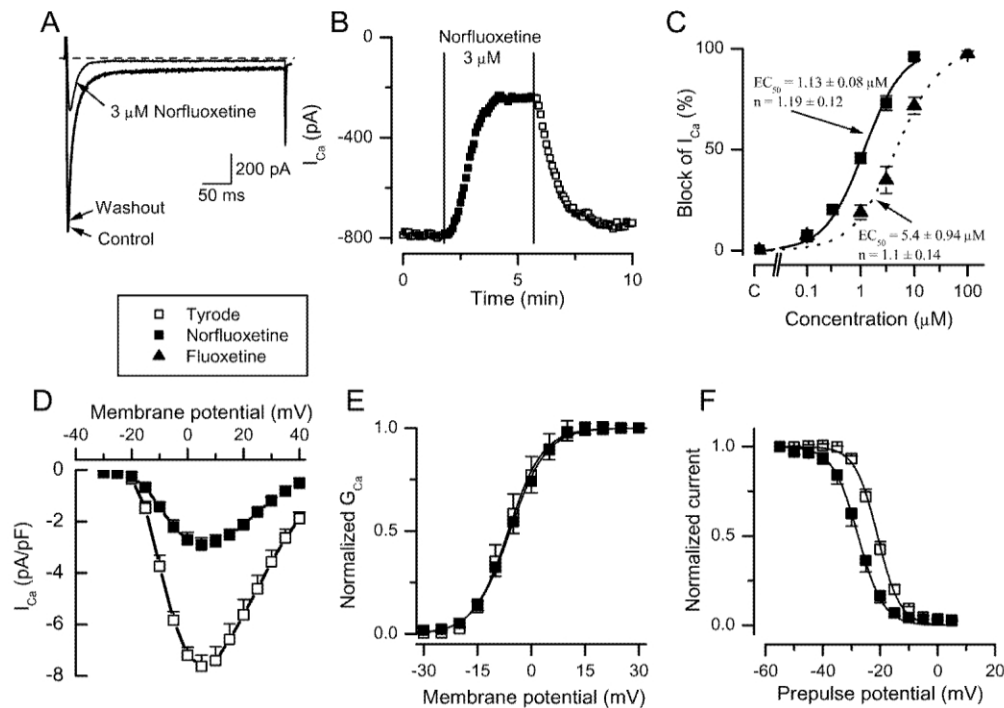 A
3 μM Norfluoxetine
200 pA
50 ms
Washout
Control
B
Norfluoxetine
3 μM
I_Ca (pA)
-400
-800
0
5
10
Time (min)
C
Block of I_Ca (%)
100
50
0
EC₅₀ = 1.13 ± 0.08 μM
n = 1.19 ± 0.12
EC₅₀ = 5.4 ± 0.94 μM
n = 1.1 ± 0.14
C
0.1
1
10
100
Concentration (μM)
Tyrode
Norfluoxetine
Fluoxetine
D
Membrane potential (mV)
-40
-20
0
20
40
I_Ca (pA/pF)
0
-2
-4
-6
-8
E
Normalized G_Ca
1.0
0.5
0.0
-30
-15
0
15
30
Membrane potential (mV)
F
Normalized current
1.0
0.5
0.0
-60
-40
-20
0
20
Prepulse potential (mV)